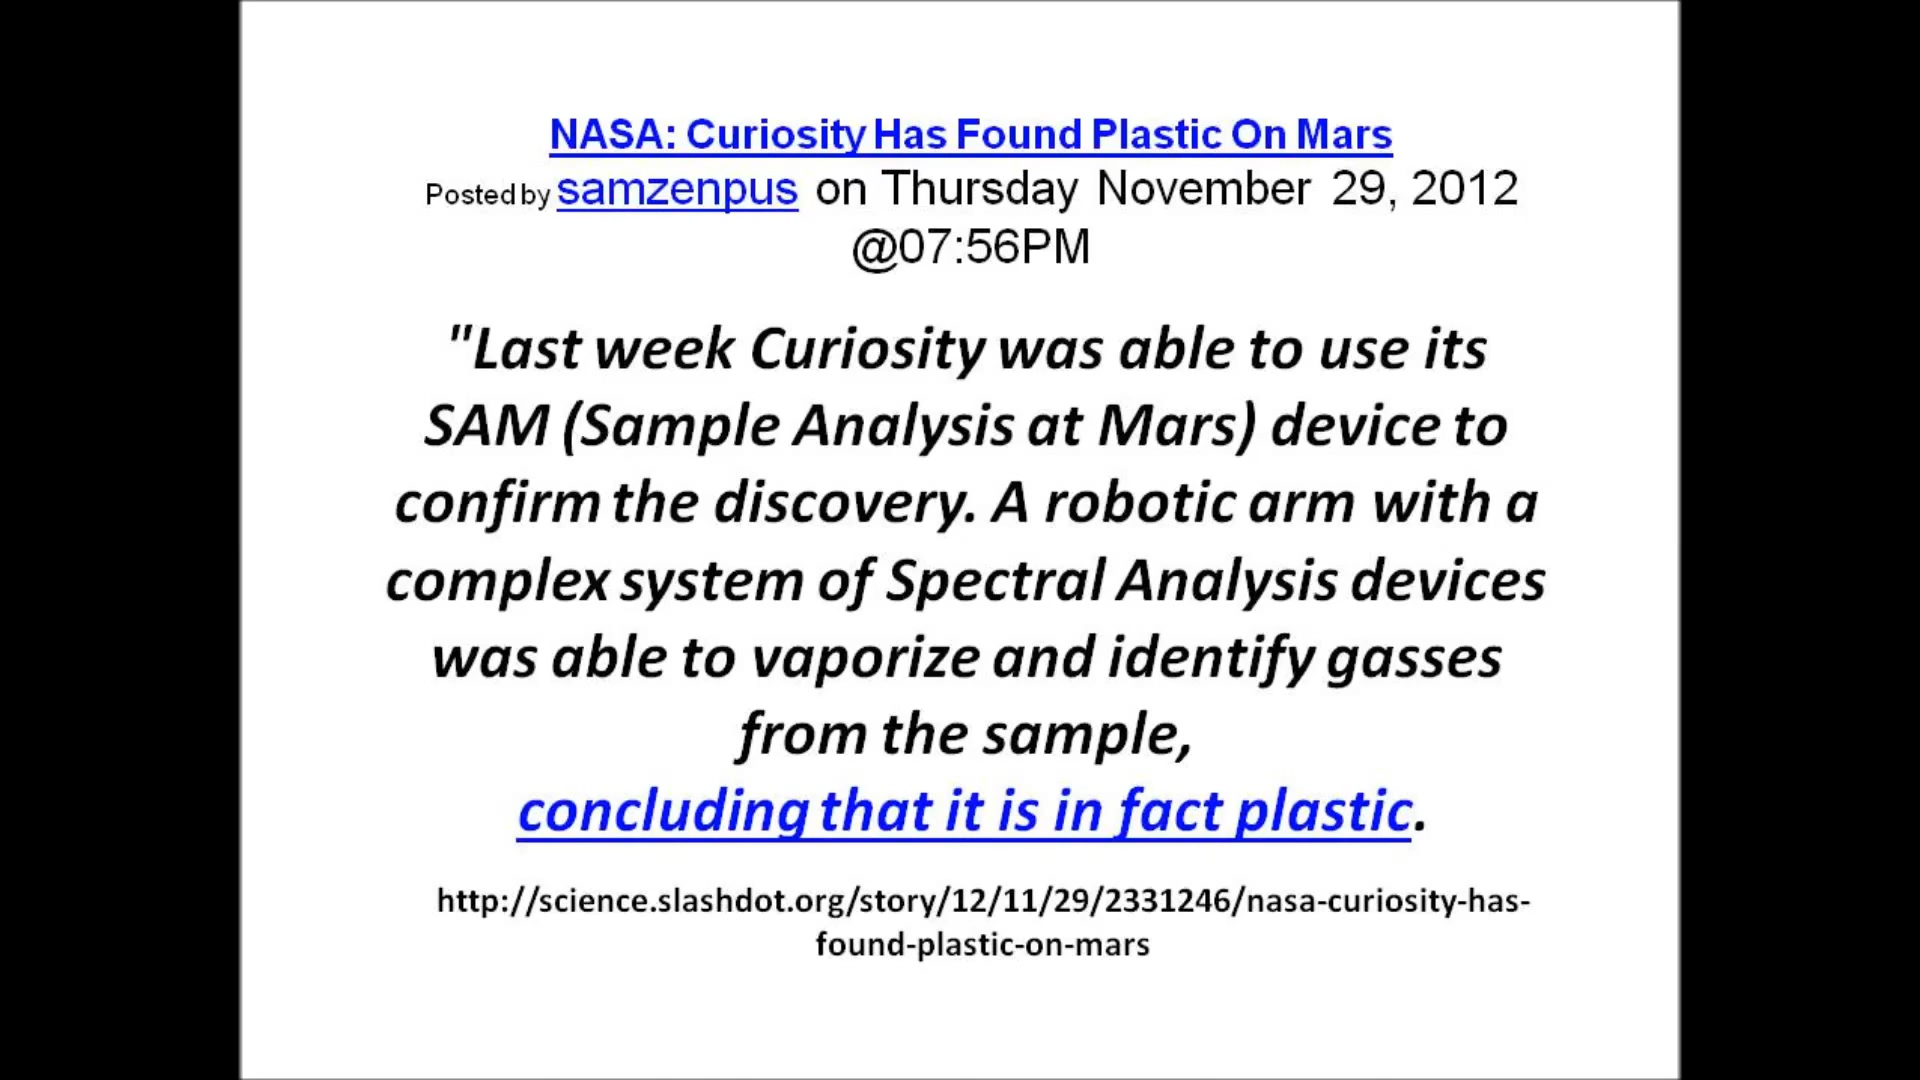 NASA: Curiosity Has Found Plastic On Mars
Posted by samzenpus on Thursday November 29, 2012
@07:56PM
"Last week Curiosity was able to use its
SAM (Sample Analysis at Mars) device to
confirm the discovery. A robotic arm with a
complex system of Spectral Analysis devices
was able to vaporize and identify gasses
from the sample,
concluding that it is in fact plastic.
http://science.slashdot.org/story/12/11/29/2331246/nasa-curiosity-has-
found-plastic-on-mars